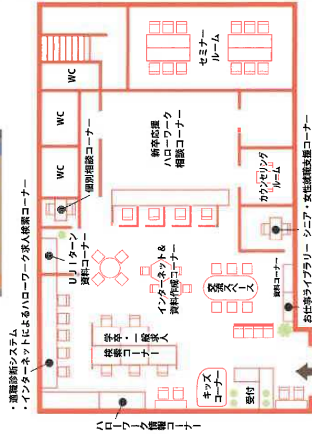 ・適職診断システム
・インターネットによるハローワーク求人検索コーナー
WC
WC
WC
個別相談コーナー
UIJターン
資料コーナー
セミナー
ルーム
新卒応援
ハローワーク
相談コーナー
カウンセリング
ルーム
インターネット&
資料作成コーナー
交流スペース
学卒・一般求人
検索コーナー
資料コーナー
キッズ
コーナー
受付
ハローワーク情報コーナー
お仕事ライブラリー
シニア・女性就職支援コーナー